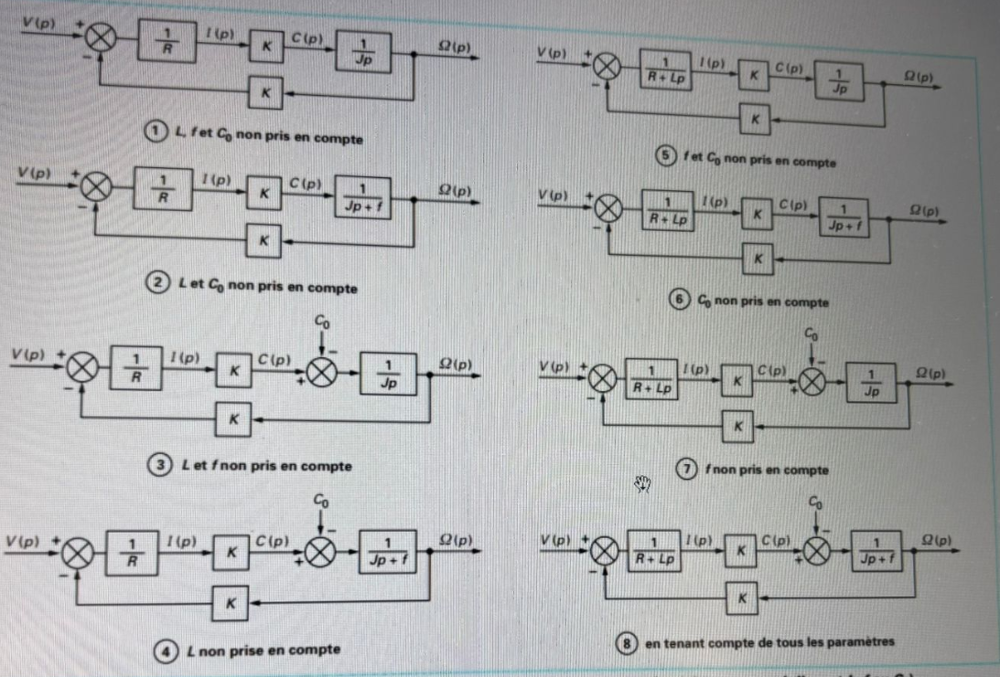 V(p) + − 1/R I(p) K C(p) 1/Jp Ω(p)
K
1 L, f et C₀ non pris en compte
V(p) + − 1/R I(p) K C(p) 1/Jp + f Ω(p)
K
2 L et C₀ non pris en compte
C₀
V(p) + − 1/R I(p) K C(p) + − 1/Jp Ω(p)
K
3 L et f non pris en compte
C₀
V(p) + − 1/R I(p) K C(p) + − 1/Jp + f Ω(p)
K
4 L non prise en compte
V(p) + − 1/R + Lp I(p) K C(p) 1/Jp Ω(p)
K
5 f et C₀ non pris en compte
V(p) + − 1/R + Lp I(p) K C(p) 1/Jp + f Ω(p)
K
6 C₀ non pris en compte
C₀
V(p) + − 1/R + Lp I(p) K C(p) + − 1/Jp Ω(p)
K
7 f non pris en compte
C₀
V(p) + − 1/R + Lp I(p) K C(p) + − 1/Jp + f Ω(p)
K
8 en tenant compte de tous les paramètres